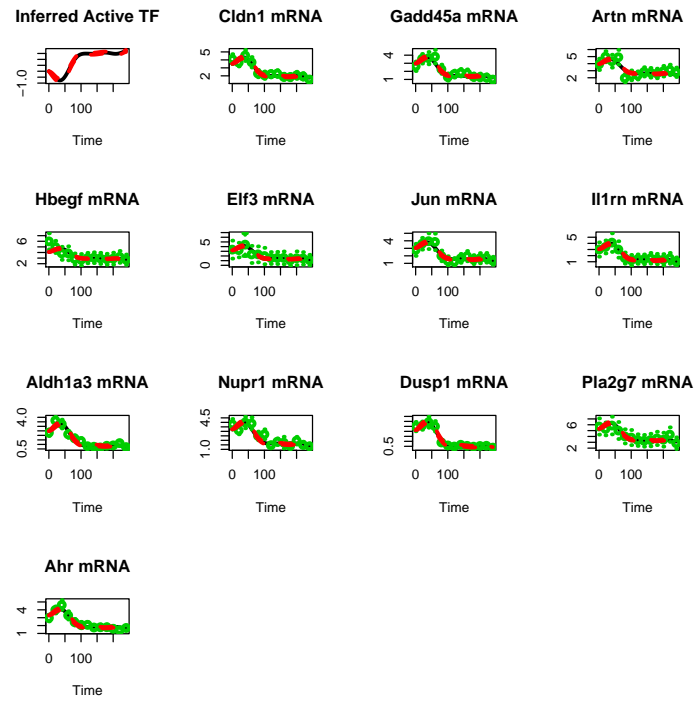 Inferred Active TF
Cldn1 mRNA
Gadd45a mRNA
Artn mRNA
−1.0
2 5
1 4
2 5
0 100
0 100
0 100
0 100
Time
Time
Time
Time
Hbegf mRNA
Elf3 mRNA
Jun mRNA
Il1rn mRNA
2 6
0 5
1 4
1 5
0 100
0 100
0 100
0 100
Time
Time
Time
Time
Aldh1a3 mRNA
Nupr1 mRNA
Dusp1 mRNA
Pla2g7 mRNA
0.5 4.0
1.0 4.5
0.5
2 6
0 100
0 100
0 100
0 100
Time
Time
Time
Time
Ahr mRNA
1 4
0 100
Time